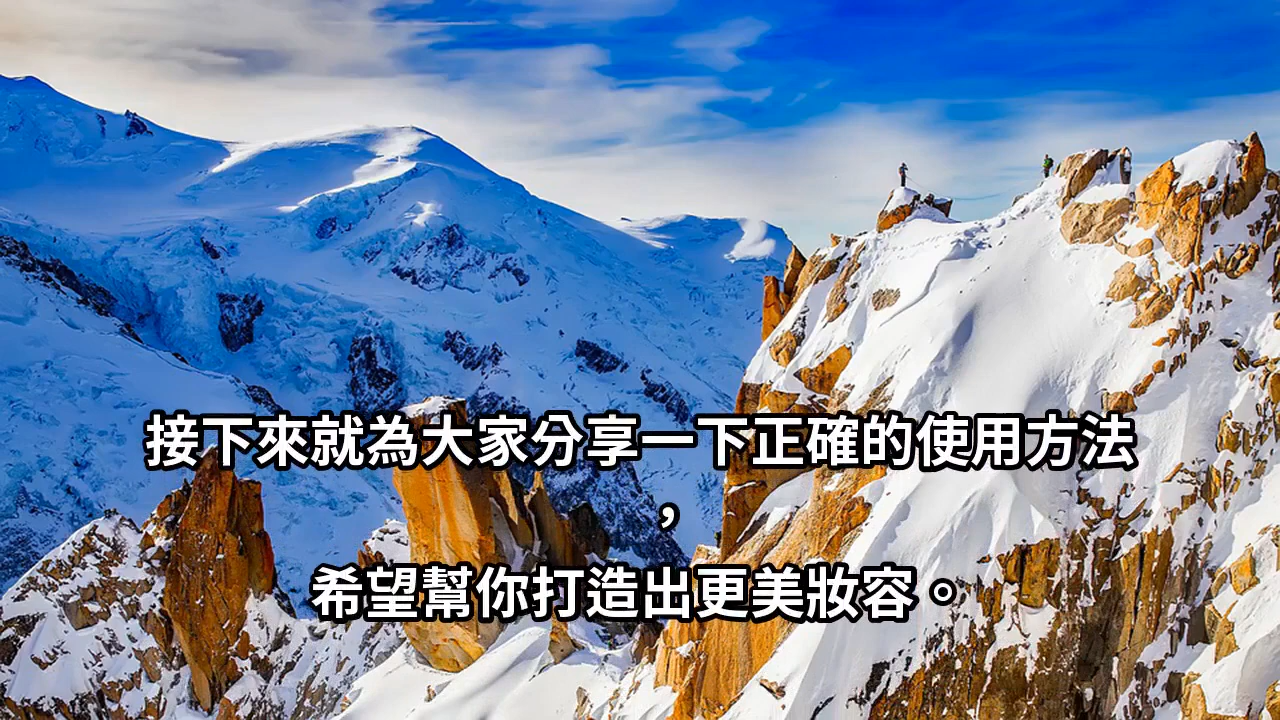 接下來就為大家分享一下正確的使用方法
，
希望幫你打造出更美妝容。